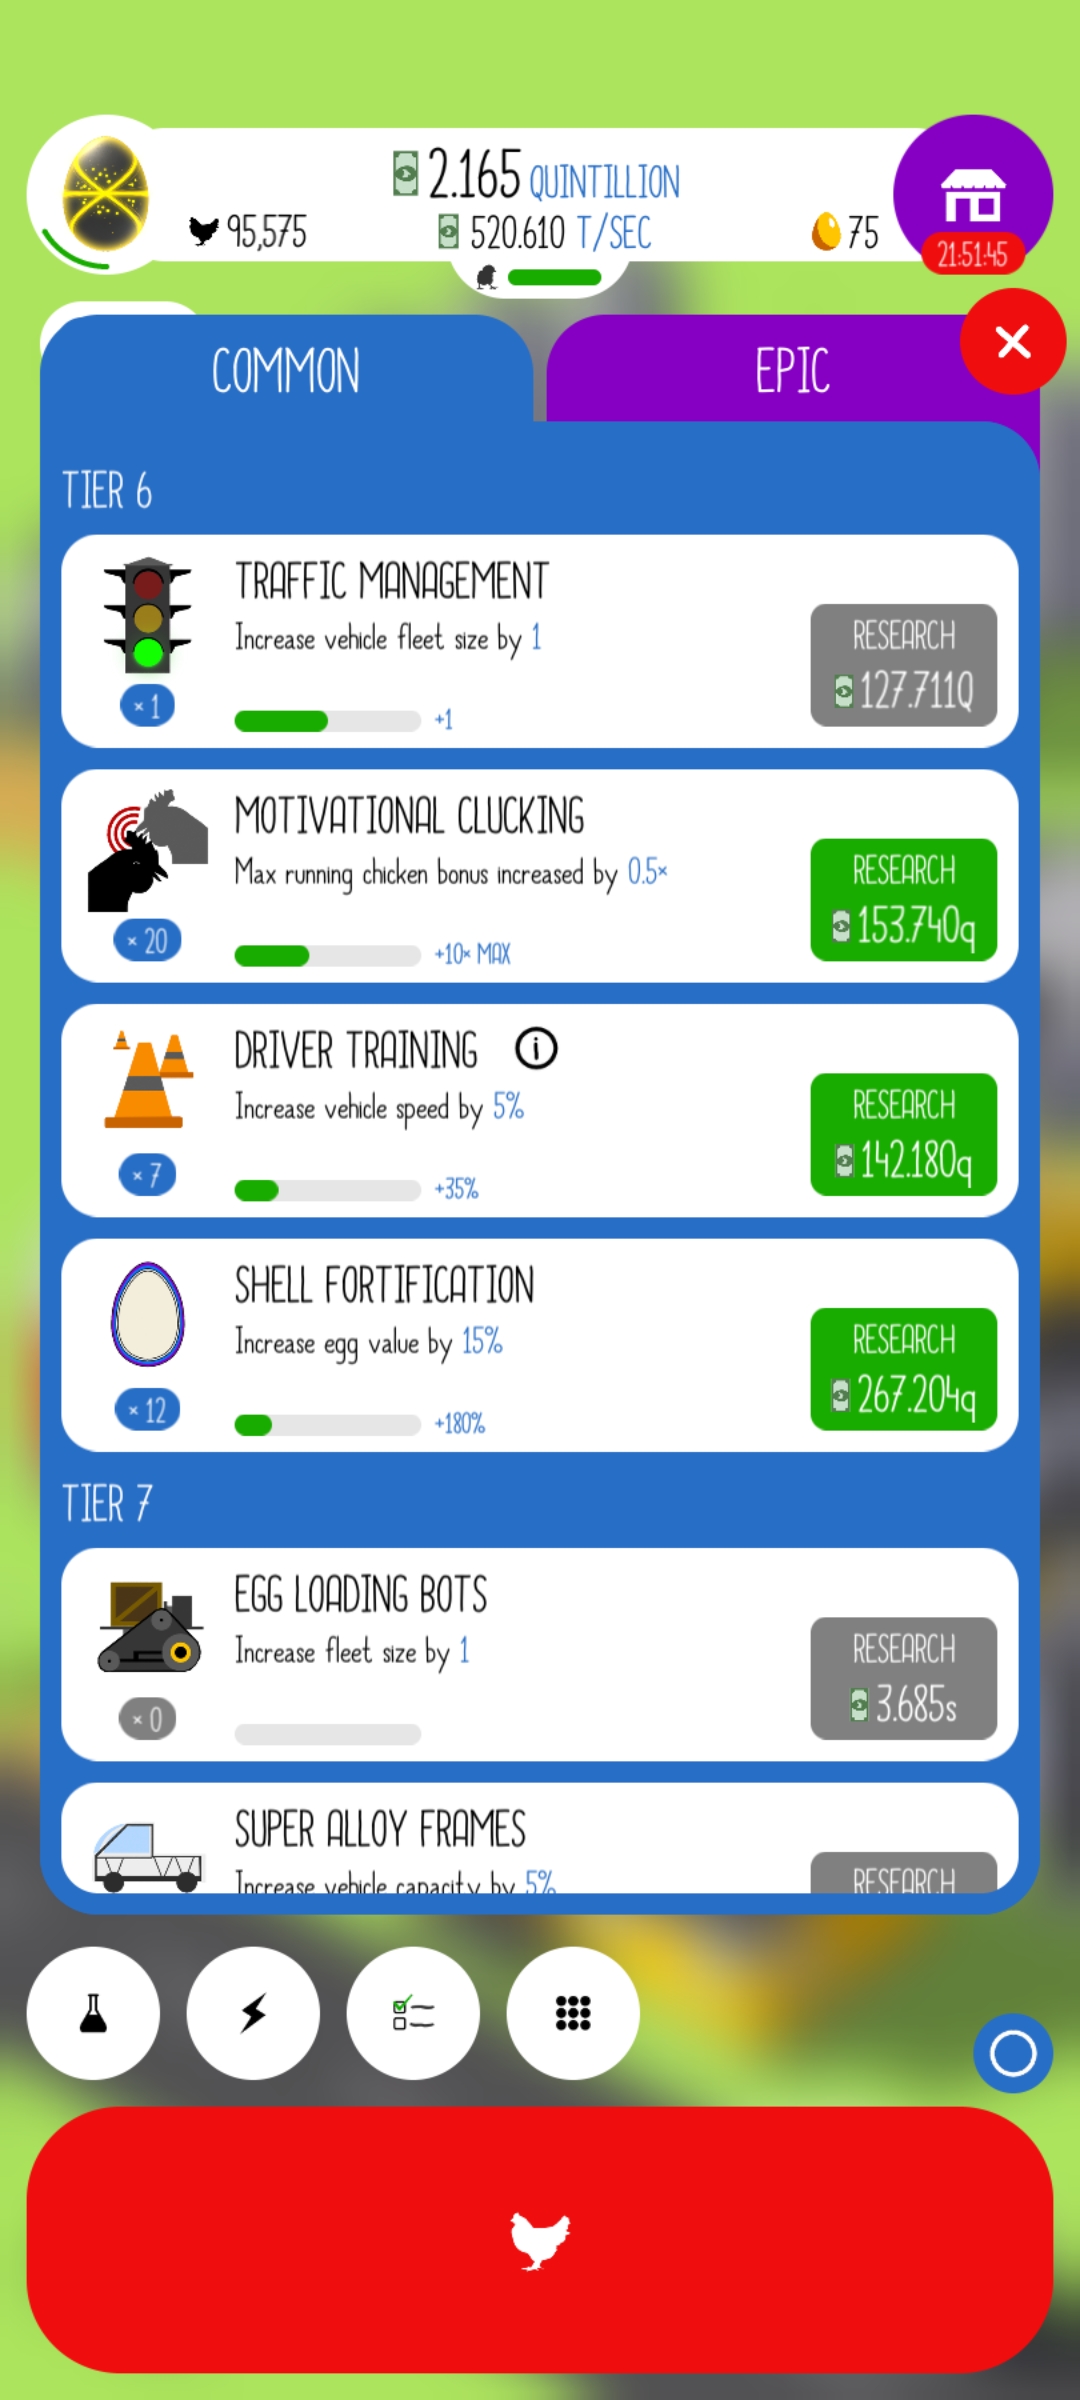 2.165 QUINTILLION
95,575
520.610 T/SEC
75
21:51:45
COMMON
EPIC
TIER 6
TRAFFIC MANAGEMENT
Increase vehicle fleet size by 1
× 1
+1
RESEARCH
127.711Q
MOTIVATIONAL CLUCKING
Max running chicken bonus increased by 0.5×
× 20
+10× MAX
RESEARCH
153.740q
DRIVER TRAINING
Increase vehicle speed by 5%
× 7
+35%
RESEARCH
142.180q
SHELL FORTIFICATION
Increase egg value by 15%
× 12
+180%
RESEARCH
267.204q
TIER 7
EGG LOADING BOTS
Increase fleet size by 1
× 0
RESEARCH
3.685s
SUPER ALLOY FRAMES
Increase vehicle capacity by 5%
RESEARCH